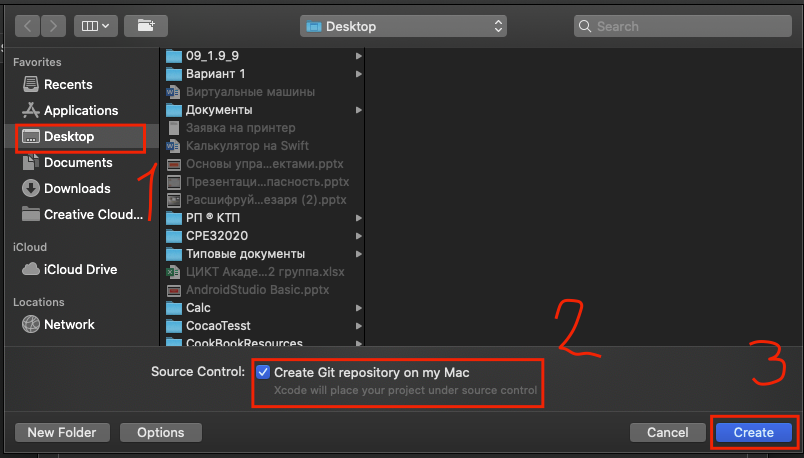 Desktop
Search
Favorites
Recents
Applications
Desktop
Documents
Downloads
Creative Cloud...
iCloud
iCloud Drive
Locations
Network
1
09_1.9_9
Вариант 1
Виртуальные машины
Документы
Заявка на принтер
Калькулятор на Swift
Основы упра...ектами.pptx
Презентаци...пасность.pptx
Расшифруй...езаря (2).pptx
РП ® КТП
СРЕ32020
Типовые документы
ЦИКТ Акаде...2 группа.xlsx
AndroidStudio Basic.pptx
Calc
CocaoTesst
CookBookResources
2
Source Control:
Create Git repository on my Mac
Xcode will place your project under source control
3
New Folder
Options
Cancel
Create